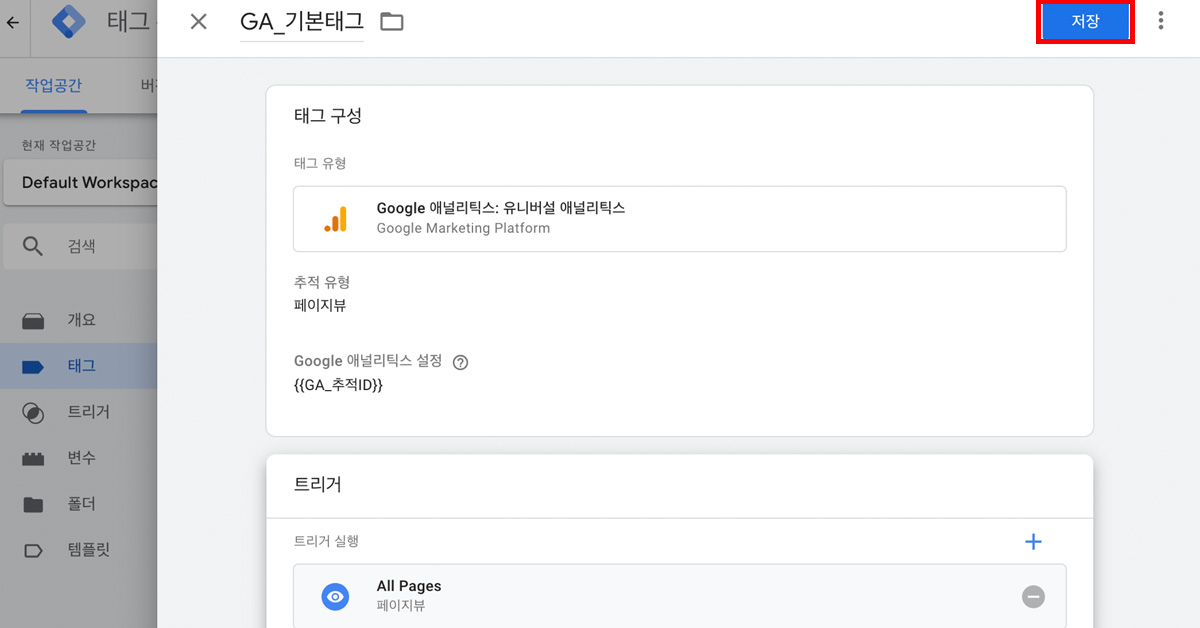 태그
GA_기본태그
저장
작업공간
버
현재 작업공간
Default Workspac
검색
개요
태그
트리거
변수
폴더
템플릿
태그 구성
태그 유형
Google 애널리틱스: 유니버설 애널리틱스
Google Marketing Platform
추적 유형
페이지뷰
Google 애널리틱스 설정
{{GA_추적ID}}
트리거
트리거 실행
All Pages
페이지뷰